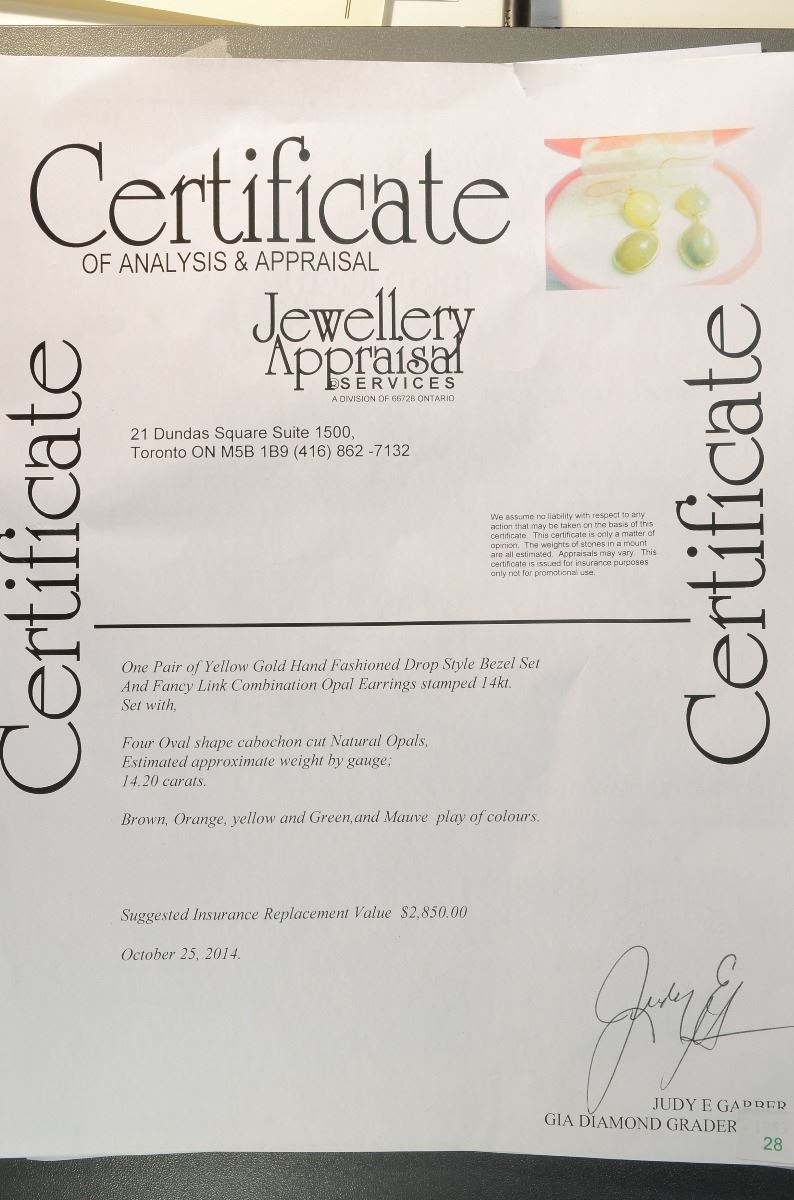 Certificate
OF ANALYSIS & APPRAISAL
Jewellery
Appraisal
SERVICES
A DIVISION OF 66728 ONTARIO
21 Dundas Square Suite 1500,
Toronto ON M5B 1B9 (416) 862 -7132
We assume no liability with respect to any
action that may be taken on the basis of this
certificate. This certificate is only a matter of
opinion. The weights of stones in a mount
are all estimated. Appraisals may vary. This
certificate is issued for insurance purposes
only not for promotional use.
Certificate
Certificate
One Pair of Yellow Gold Hand Fashioned Drop Style Bezel Set
And Fancy Link Combination Opal Earrings stamped 14kt.
Set with,
Four Oval shape cabochon cut Natural Opals,
Estimated approximate weight by gauge;
14.20 carats.
Brown, Orange, yellow and Green,and Mauve play of colours.
Suggested Insurance Replacement Value $2,850.00
October 25, 2014.
Judy E
JUDY E
GIA DIAMOND GRADER
28